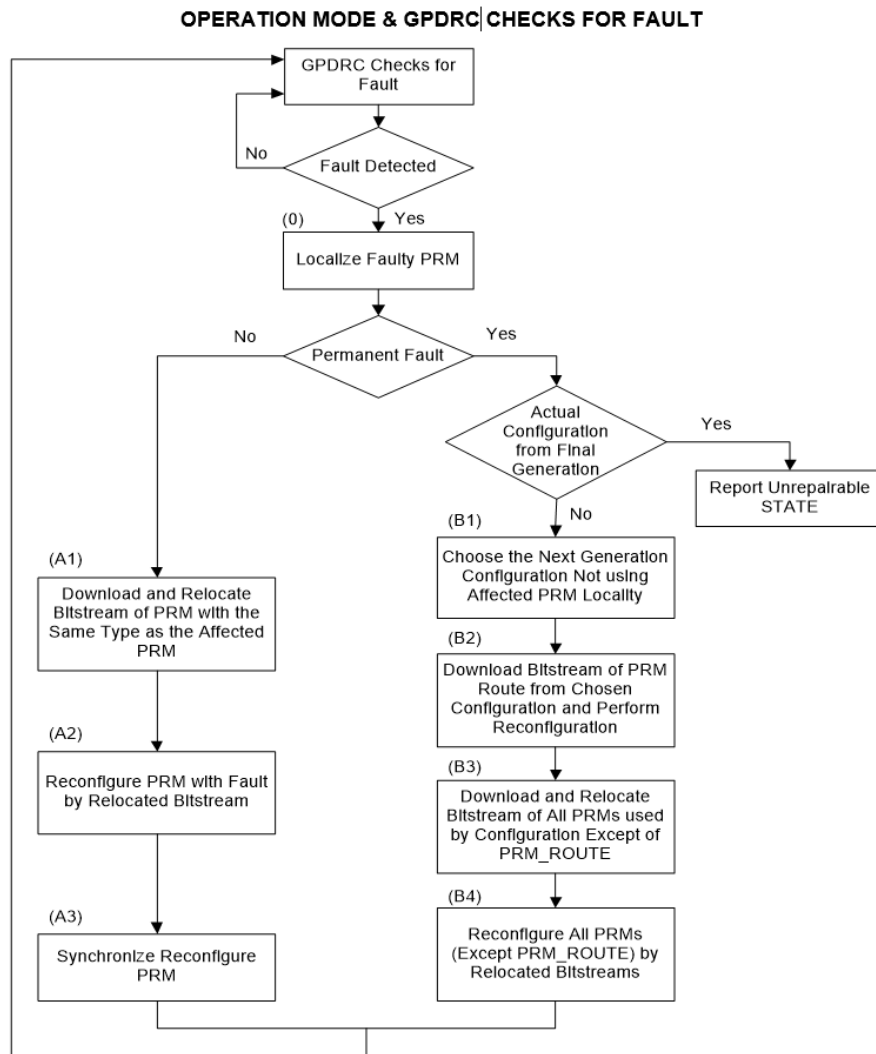 OPERATION MODE & GPDRC CHECKS FOR FAULT
GPDRC Checks for
Fault
No
Fault Detected
(0)
Yes
Localize Faulty PRM
No
Permanent Fault
Yes
Actual
Configuration
from Final
Generation
Yes
Report Unrepairable
STATE
No
(B1)
Choose the Next Generation
Configuration Not using
Affected PRM Locality
(A1)
Download and Relocate
Bitstream of PRM with the
Same Type as the Affected
PRM
(B2)
Download Bitstream of PRM
Route from Chosen
Configuration and Perform
Reconfiguration
(A2)
Reconfigure PRM with Fault
by Relocated Bitstream
(B3)
Download and Relocate
Bitstream of All PRMs used
by Configuration Except of
PRM_ROUTE
(A3)
Synchronize Reconfigure
PRM
(B4)
Reconfigure All PRMs
(Except PRM_ROUTE) by
Relocated Bitstreams